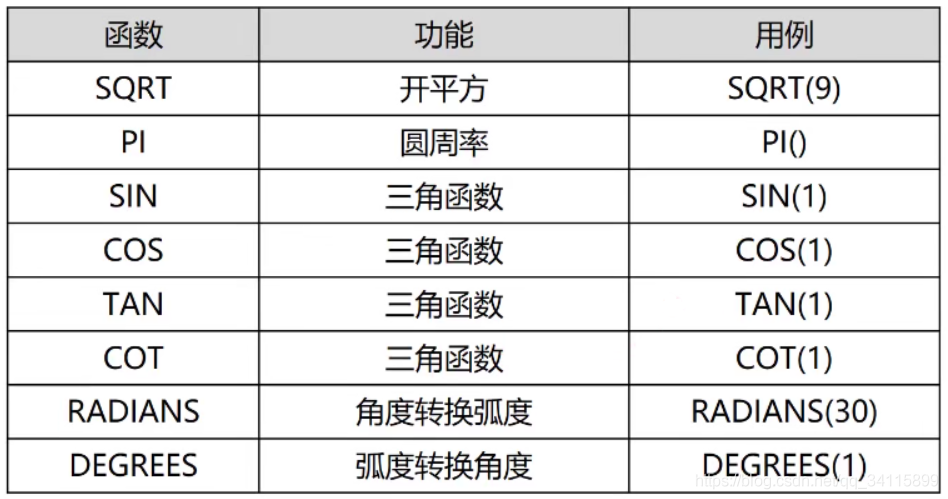 函数 功能 用例
SQRT 开平方 SQRT(9)
PI 圆周率 PI()
SIN 三角函数 SIN(1)
COS 三角函数 COS(1)
TAN 三角函数 TAN(1)
COT 三角函数 COT(1)
RADIANS 角度转换弧度 RADIANS(30)
DEGREES 弧度转换角度 DEGREES(1)
https://blog.csdn.net/qq_34115899